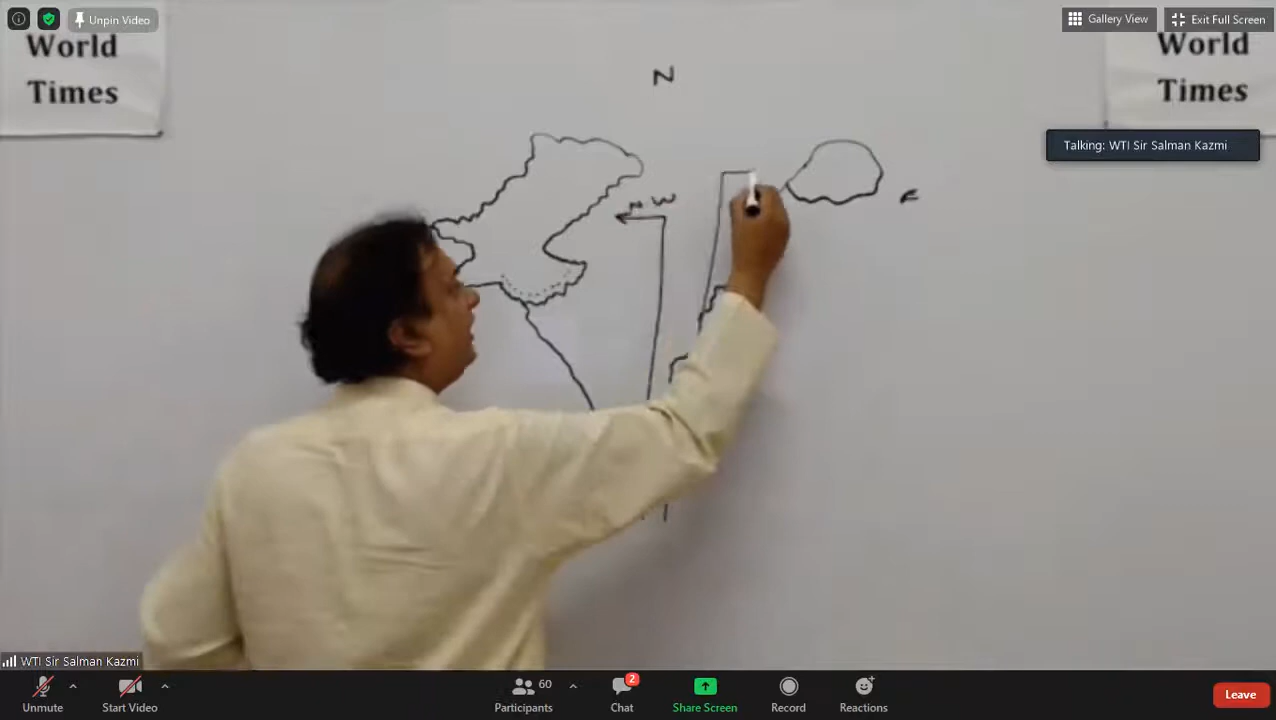 Unpin Video
Gallery View
Exit Full Screen
World
Times
World
Times
N
Talking: WTI Sir Salman Kazmi
N W
E
WTI Sir Salman Kazmi
Unmute
Start Video
60
Participants
2
Chat
Share Screen
Record
Reactions
Leave